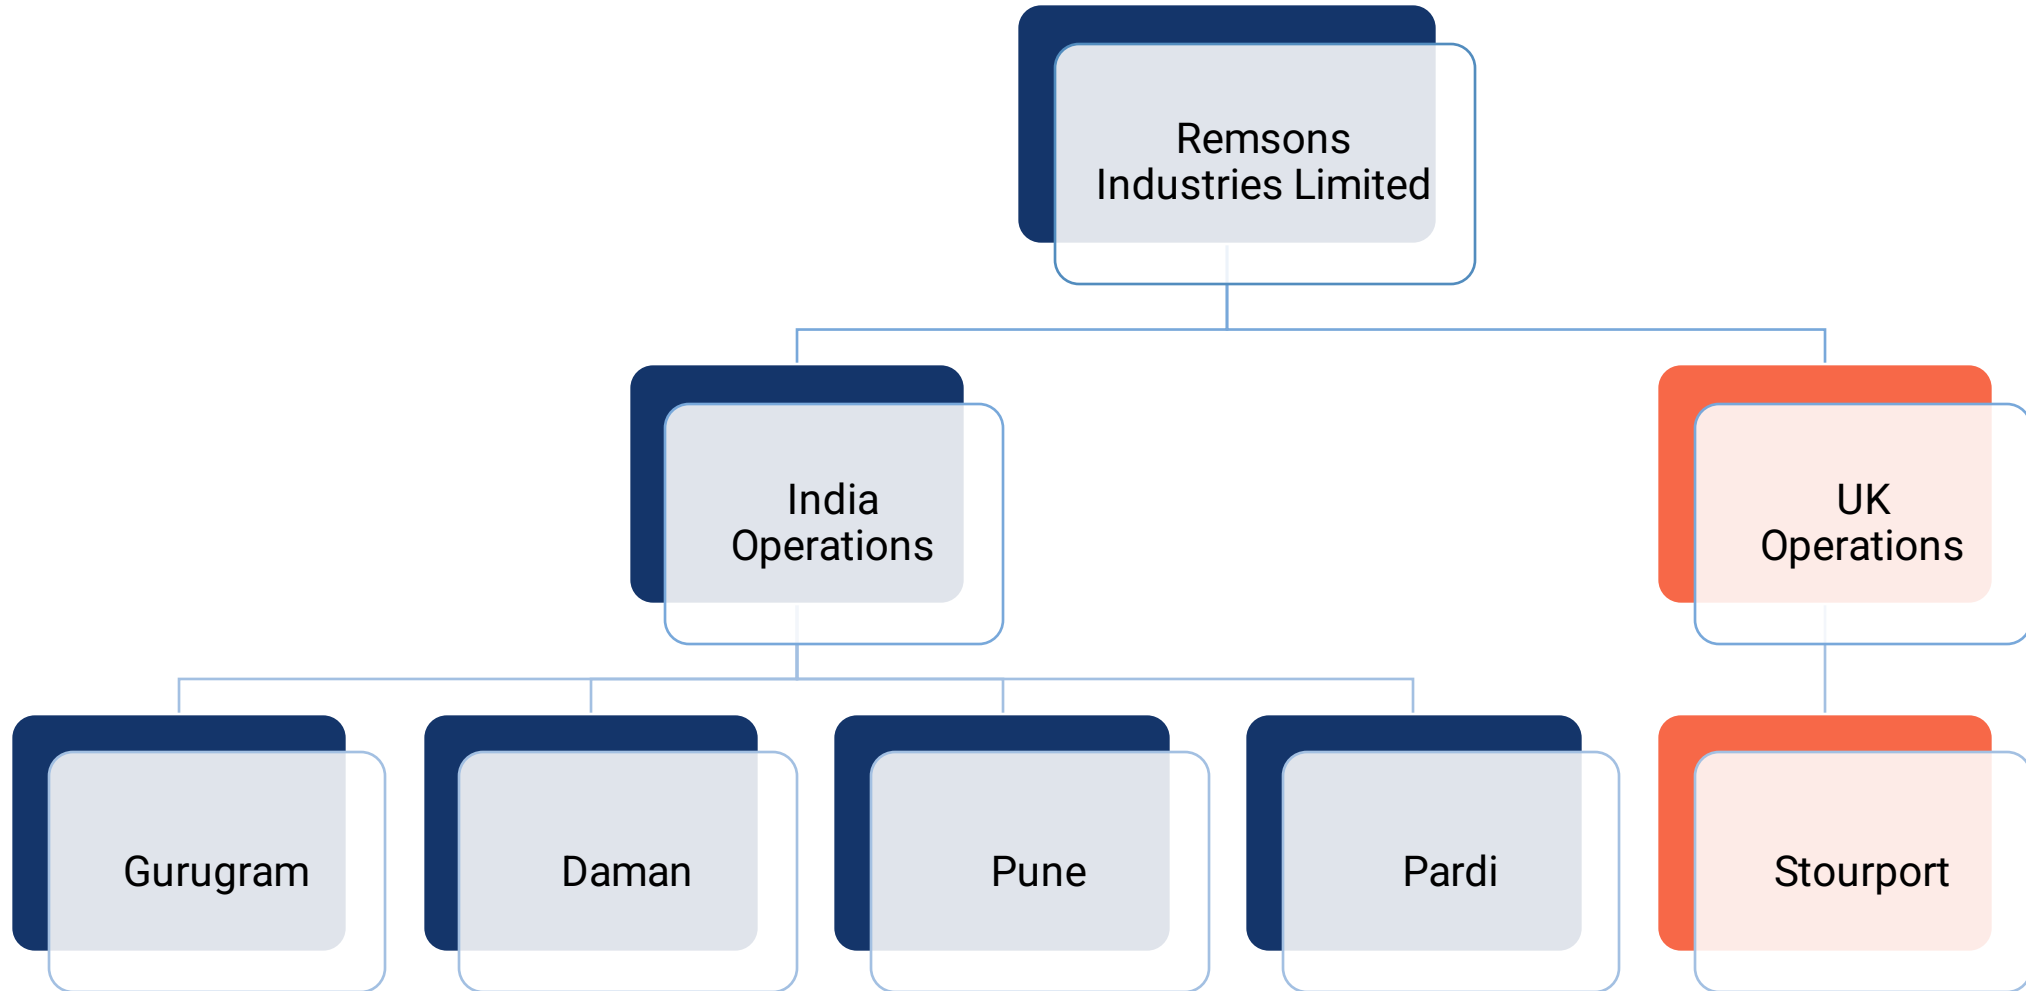 Remsons
Industries Limited
India
Operations
UK
Operations
Gurugram
Daman
Pune
Pardi
Stourport